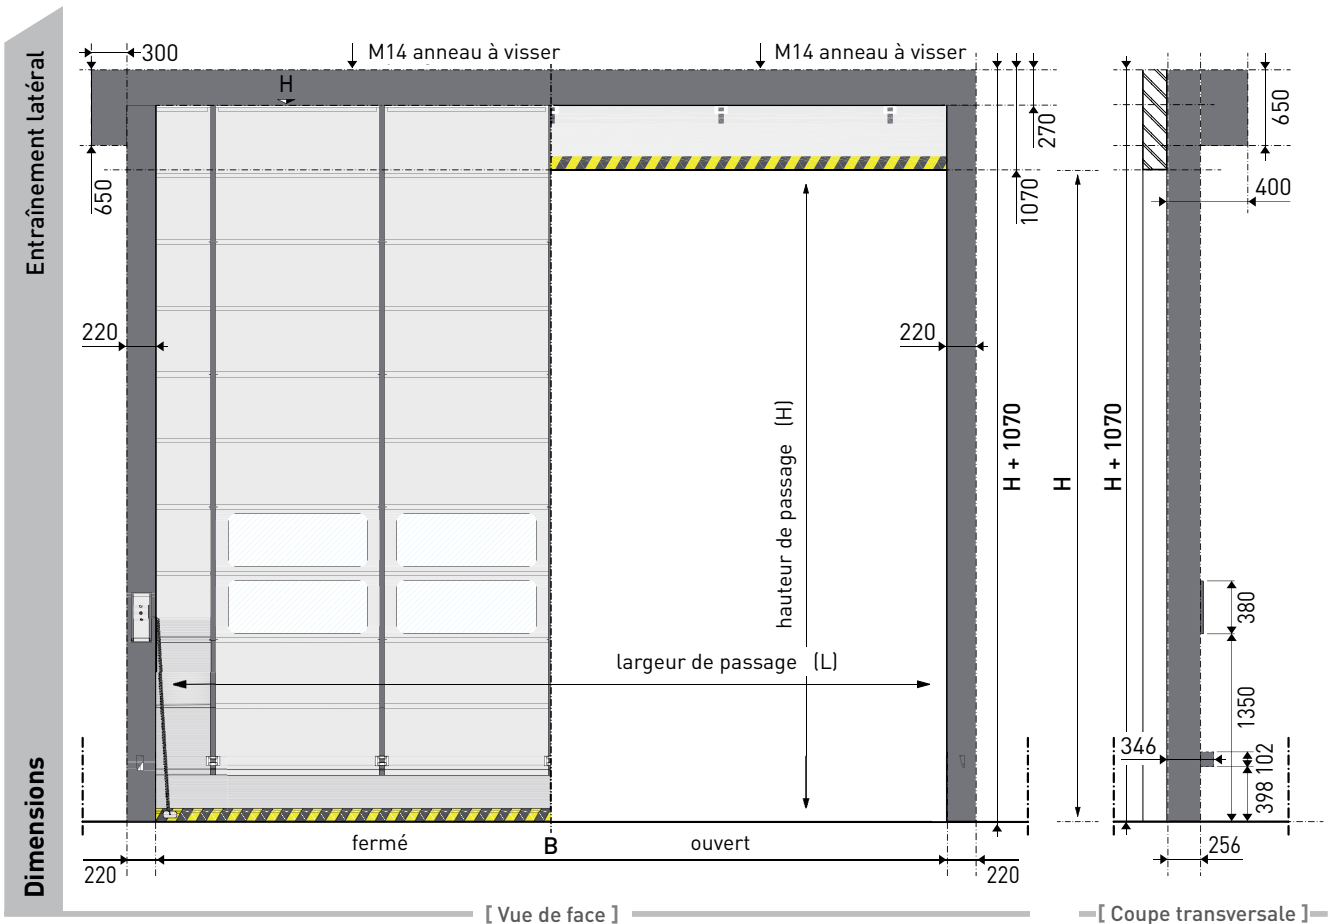 Entraînement latéral
Dimensions
300
M14 anneau à visser
M14 anneau à visser
H
650
270
1070
650
400
220
220
hauteur de passage (H)
H + 1070
H
H + 1070
largeur de passage (L)
380
1350
346
102
398
fermé
B
ouvert
256
220
220
[ Vue de face ]
[ Coupe transversale ]